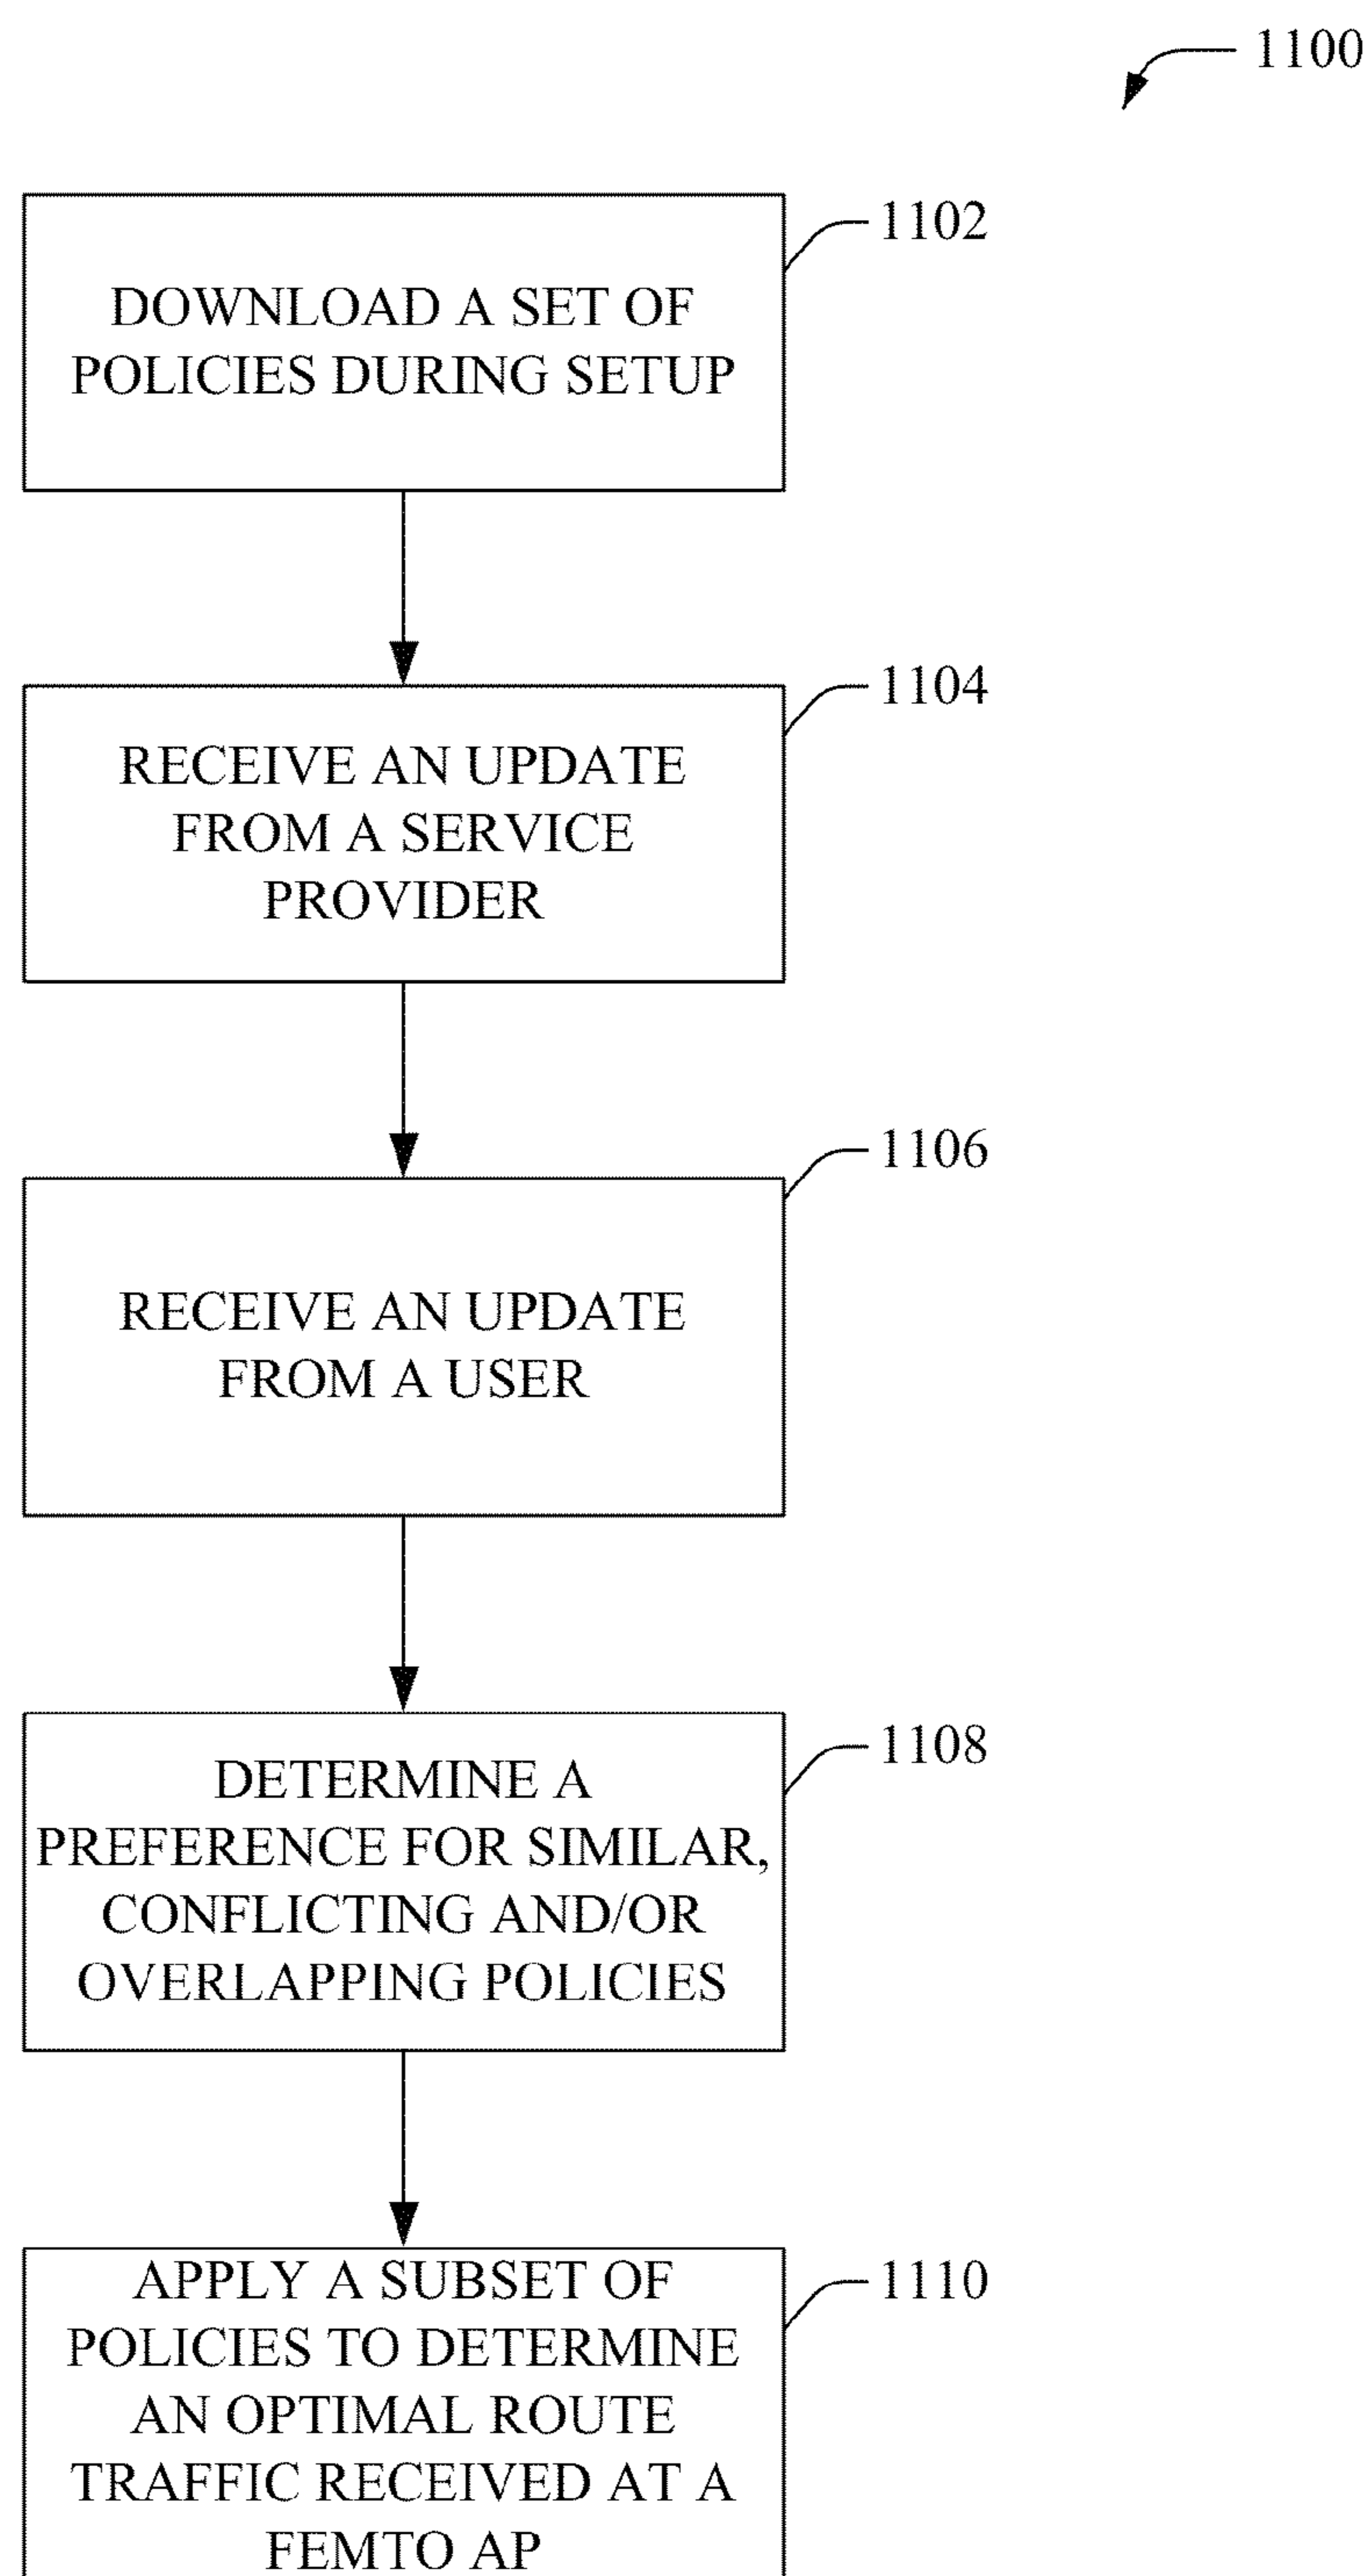 1100
1102
DOWNLOAD A SET OF
POLICIES DURING SETUP
1104
RECEIVE AN UPDATE
FROM A SERVICE
PROVIDER
1106
RECEIVE AN UPDATE
FROM A USER
1108
DETERMINE A
PREFERENCE FOR SIMILAR,
CONFLICTING AND/OR
OVERLAPPING POLICIES
1110
APPLY A SUBSET OF
POLICIES TO DETERMINE
AN OPTIMAL ROUTE
TRAFFIC RECEIVED AT A
FEMTO AP